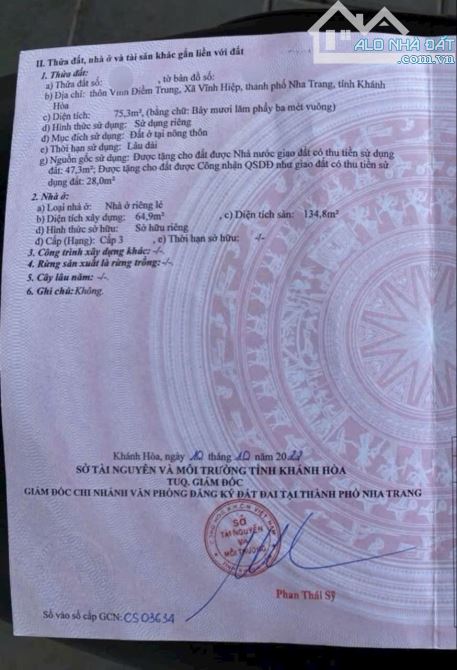 ALO NHÀ ĐẤT
II. Thửa đất, nhà ở và tài sản khác gắn liền với đất
1. Thửa đất:
a) Thửa đất số: , tờ bản đồ số:
b) Địa chỉ: thôn Vĩnh Điềm Trung, Xã Vĩnh Hiệp, thành phố Nha Trang, tỉnh Khánh
Hòa
c) Diện tích: 75,3m², (bằng chữ: Bảy mươi lăm phẩy ba mét vuông)
d) Hình thức sử dụng: Sử dụng riêng
đ) Mục đích sử dụng: Đất ở tại nông thôn
e) Thời hạn sử dụng: Lâu dài
g) Nguồn gốc sử dụng: Được tặng cho đất được Nhà nước giao đất có thu tiền sử dụng
đất: 47,3m²; Được tặng cho đất được Công nhận QSDĐ như giao đất có thu tiền sử
dụng đất: 28,0m²
2. Nhà ở:
a) Loại nhà ở: Nhà ở riêng lẻ
b) Diện tích xây dựng: 64,9m² , c) Diện tích sàn: 134,8m²
d) Hình thức sở hữu: Sở hữu riêng
đ) Cấp (Hạng): Cấp 3 , e) Thời hạn sở hữu: -/-
3. Công trình xây dựng khác: -/-
4. Rừng sản xuất là rừng trồng: -/-
5. Cây lâu năm: -/-
6. Ghi chú: Không.
Khánh Hòa, ngày 10 tháng 10 năm 2023
SỞ TÀI NGUYÊN VÀ MÔI TRƯỜNG TỈNH KHÁNH HÒA
TUQ. GIÁM ĐỐC
GIÁM ĐỐC CHI NHÁNH VĂN PHÒNG ĐĂNG KÝ ĐẤT ĐAI TẠI THÀNH PHỐ NHA TRANG
SỞ
TÀI NGUYÊN
VÀ
MÔI TRƯỜNG
Phan Thái Sỹ
Số vào sổ cấp GCN: CS03634